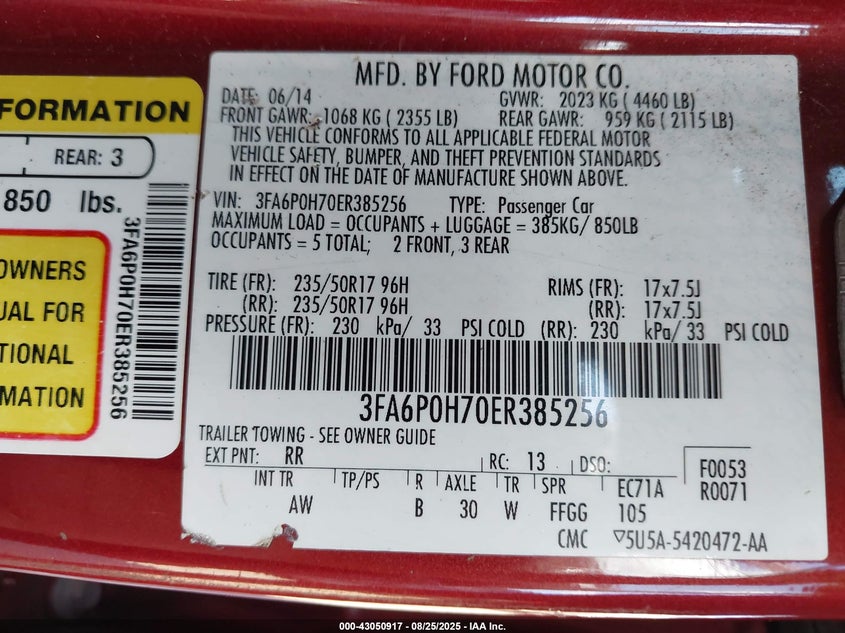 FORMATION
REAR: 3
850 lbs.
OWNERS
UAL FOR
TIONAL
MATION
3FA6P0H70ER385256
MFD. BY FORD MOTOR CO.
DATE: 06/14 GVWR: 2023 KG ( 4460 LB)
FRONT GAWR: 1068 KG ( 2355 LB) REAR GAWR: 959 KG ( 2115 LB)
THIS VEHICLE CONFORMS TO ALL APPLICABLE FEDERAL MOTOR
VEHICLE SAFETY, BUMPER, AND THEFT PREVENTION STANDARDS
IN EFFECT ON THE DATE OF MANUFACTURE SHOWN ABOVE.
VIN: 3FA6P0H70ER385256 TYPE: Passenger Car
MAXIMUM LOAD = OCCUPANTS + LUGGAGE = 385KG/ 850LB
OCCUPANTS = 5 TOTAL; 2 FRONT, 3 REAR
TIRE (FR): 235/50R17 96H RIMS (FR): 17x7.5J
(RR): 235/50R17 96H (RR): 17x7.5J
PRESSURE (FR): 230 kPa/ 33 PSI COLD (RR): 230 kPa/ 33 PSI COLD
3FA6P0H70ER385256
TRAILER TOWING - SEE OWNER GUIDE
EXT PNT: RR RC: 13 DSO: F0053
INT TR TP/PS R AXLE TR SPR EC71A R0071
AW B 30 W FFGG 105
CMC ▽5U5A-5420472-AA
000-43050917 - 08/25/2025 - IAA Inc.